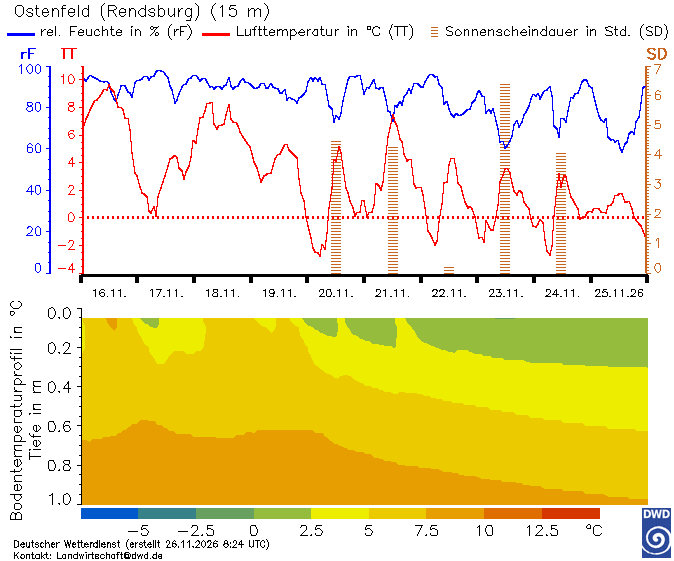 Ostenfeld (Rendsburg) (15 m)
rel. Feuchte in % (rF) Lufttemperatur in °C (TT) Sonnenscheindauer in Std. (SD)
rF TT SD
100 10 7
80 8 6
6 5
60 4 4
40 2 3
0 2
20 -2 1
0 -4 0
16.11. 17.11. 18.11. 19.11. 20.11. 21.11. 22.11. 23.11. 24.11. 25.11.26
Bodentemperaturprofil in °C
Tiefe in m
0.0
0.2
0.4
0.6
0.8
1.0
-5 -2.5 0 2.5 5 7.5 10 12.5 °C
DWD
Deutscher Wetterdienst (erstellt 26.11.2026 8:24 UTC)
Kontakt: Landwirtschaft@dwd.de